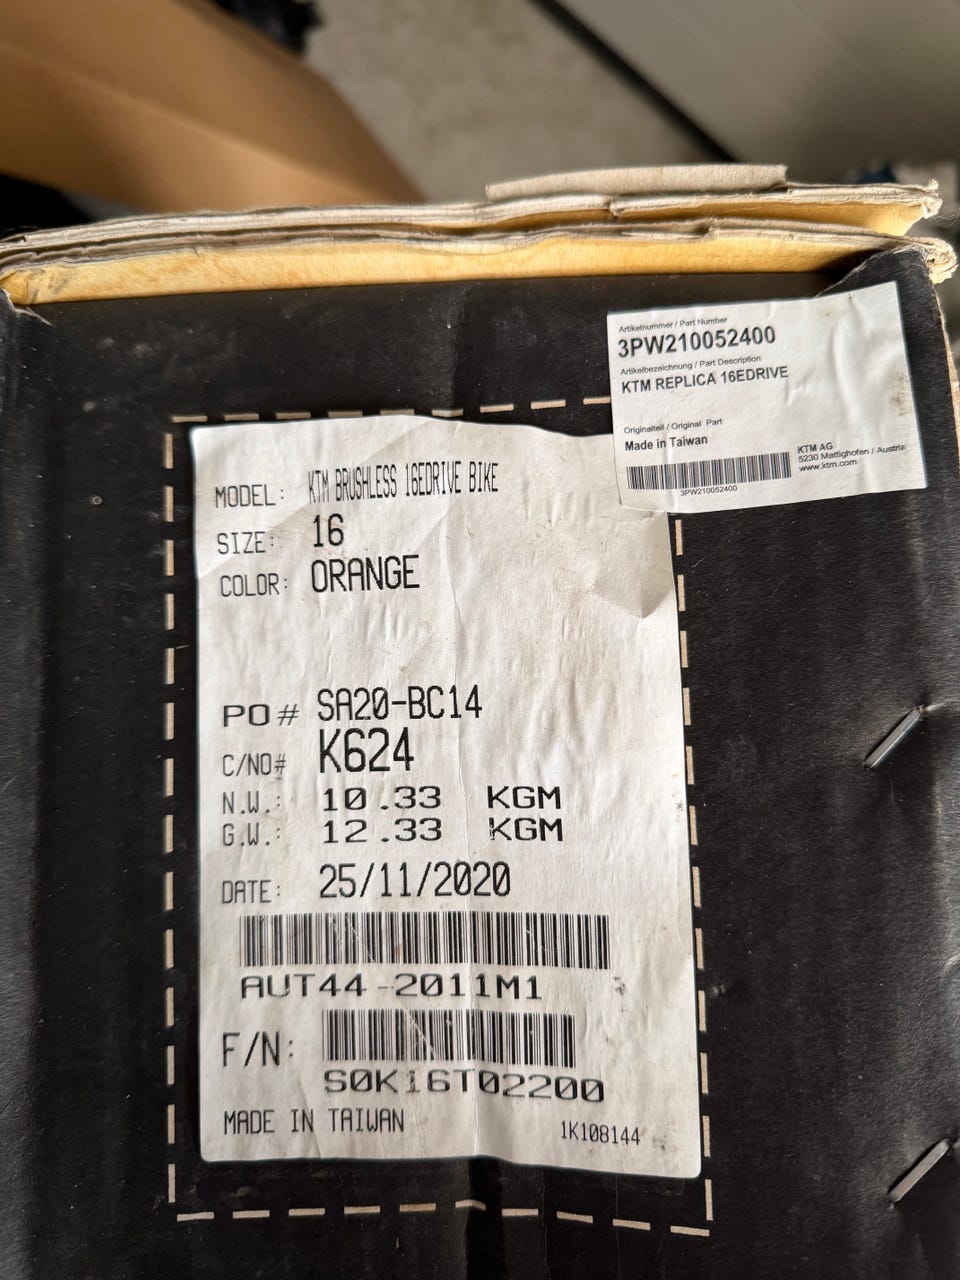 Artikelnummer / Part Number
3PW210052400
Artikelbezeichnung / Part Description
KTM REPLICA 16EDRIVE
Originalteil / Original Part
Made in Taiwan
KTM AG
5230 Mattighofen / Austria
www.ktm.com
3PW210052400
MODEL: KTM BRUSHLESS 16EDRIVE BIKE
SIZE: 16
COLOR: ORANGE
PO# SA20-BC14
C/NO# K624
N.W.: 10.33 KGM
G.W.: 12.33 KGM
DATE: 25/11/2020
AUT44-2011M1
F/N:
S0K16T02200
MADE IN TAIWAN
1K108144